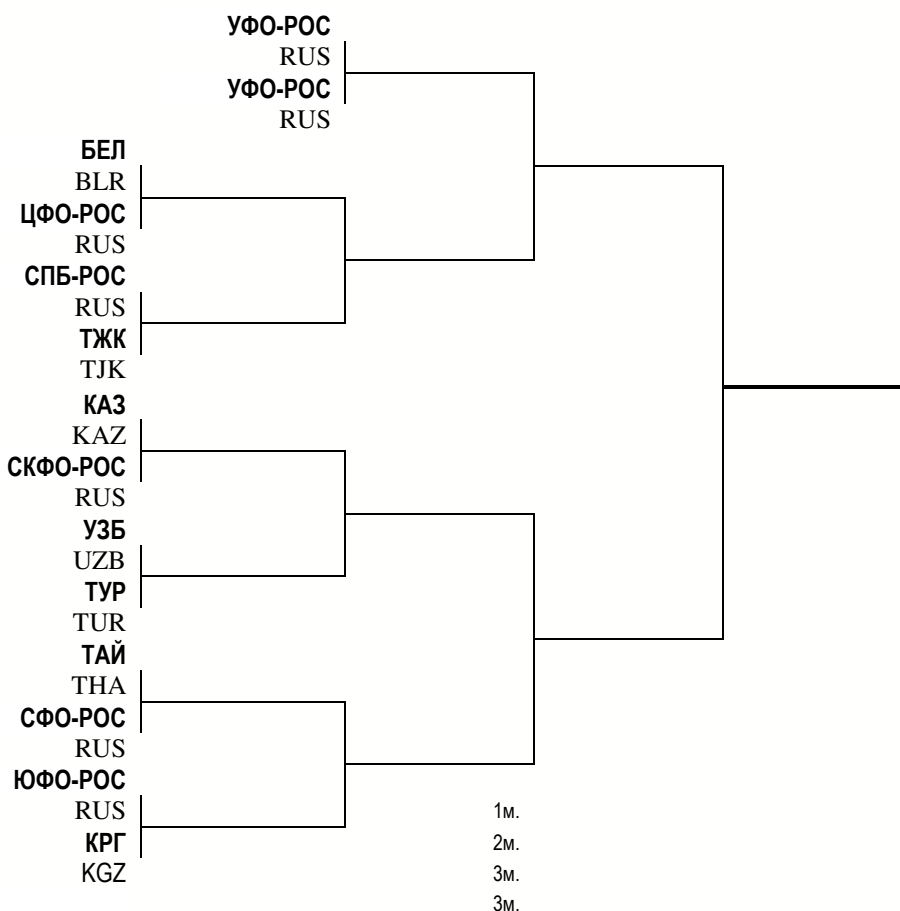 УФО-РОС
RUS
УФО-РОС
RUS
БЕЛ
BLR
ЦФО-РОС
RUS
СПБ-РОС
RUS
ТЖК
TJK
КАЗ
KAZ
СКФО-РОС
RUS
УЗБ
UZB
ТУР
TUR
ТАЙ
THA
СФО-РОС
RUS
ЮФО-РОС
RUS
КРГ
KGZ
1м.
2м.
3м.
3м.